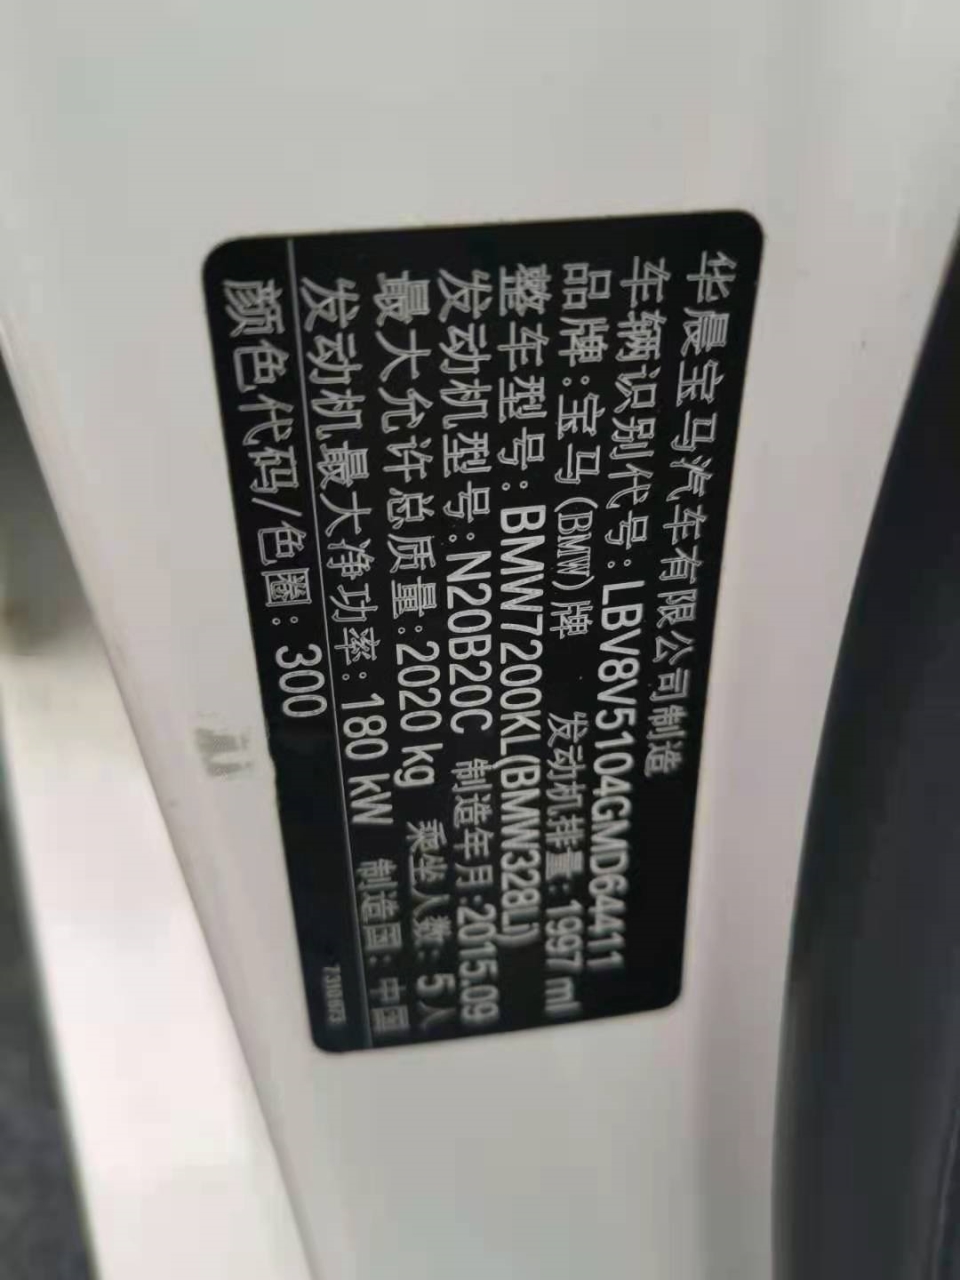 华晨宝马汽车有限公司制造
车辆识别代号:LBV8V5104GMD64411
品牌:宝马(BMW)牌 发动机排量:1997 ml
整车型号:BMW7200KL(BMW328Li)
发动机型号:N20B20C 制造年月:2015.09
最大允许总质量:2020 kg 乘坐人数:5人
发动机最大净功率:180 kW 制造国:中国
颜色代码/色圈:300